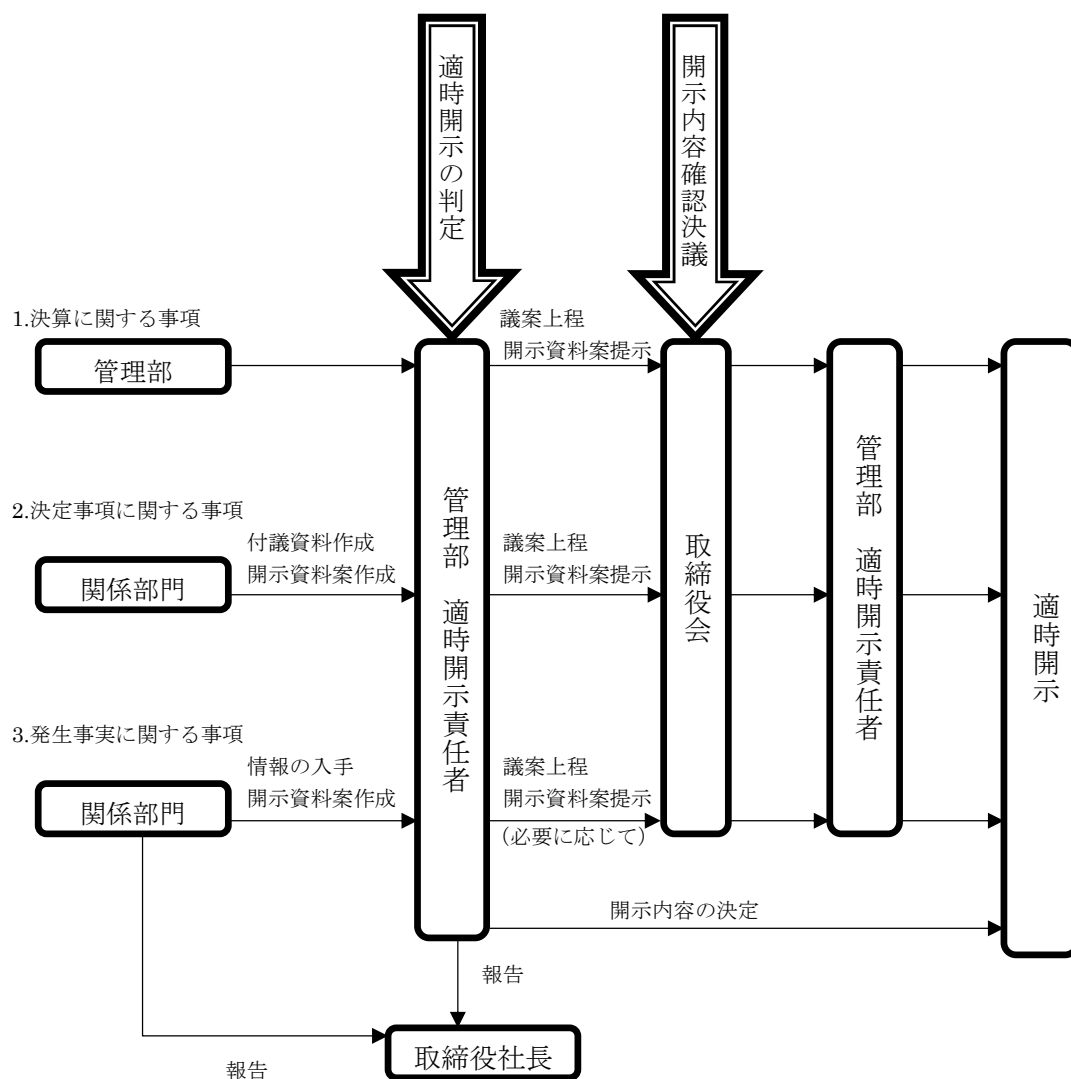 適時開示の判定
開示内容確認決議
1.決算に関する事項
議案上程
管理部
開示資料案提示
2.決定事項に関する事項
付議資料作成
議案上程
関係部門
開示資料案作成
開示資料案提示
管理部 適時開示責任者
取締役会
管理部 適時開示責任者
適時開示
3.発生事実に関する事項
情報の入手
議案上程
関係部門
開示資料案作成
開示資料案提示
(必要に応じて)
開示内容の決定
報告
取締役社長
報告